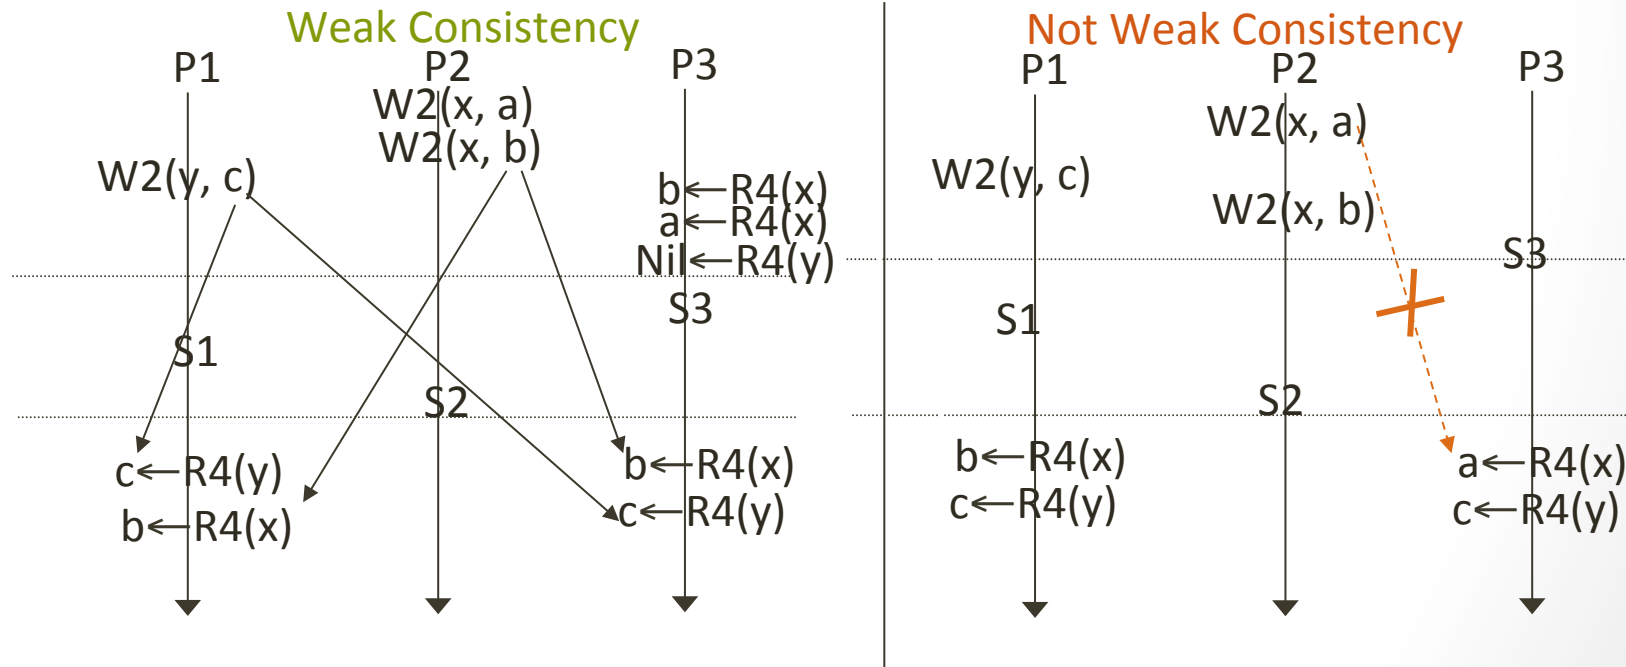 Weak Consistency
P1
P2
P3
W2(x, a)
W2(x, b)
W2(y, c)
b←R4(x)
a←R4(x)
Nil←R4(y)
S3
S1
S2
c←R4(y)
b←R4(x)
b←R4(x)
c←R4(y)
Not Weak Consistency
P1
P2
P3
W2(x, a)
W2(y, c)
W2(x, b)
S3
S1
S2
b←R4(x)
c←R4(y)
a←R4(x)
c←R4(y)